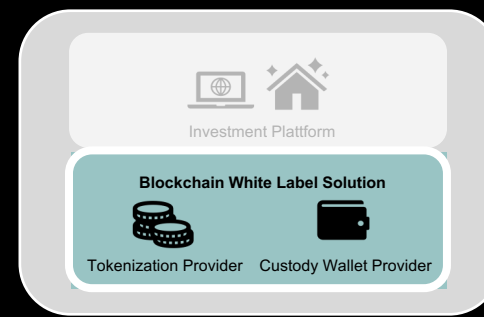 Investment Plattform
Blockchain White Label Solution
Tokenization Provider Custody Wallet Provider